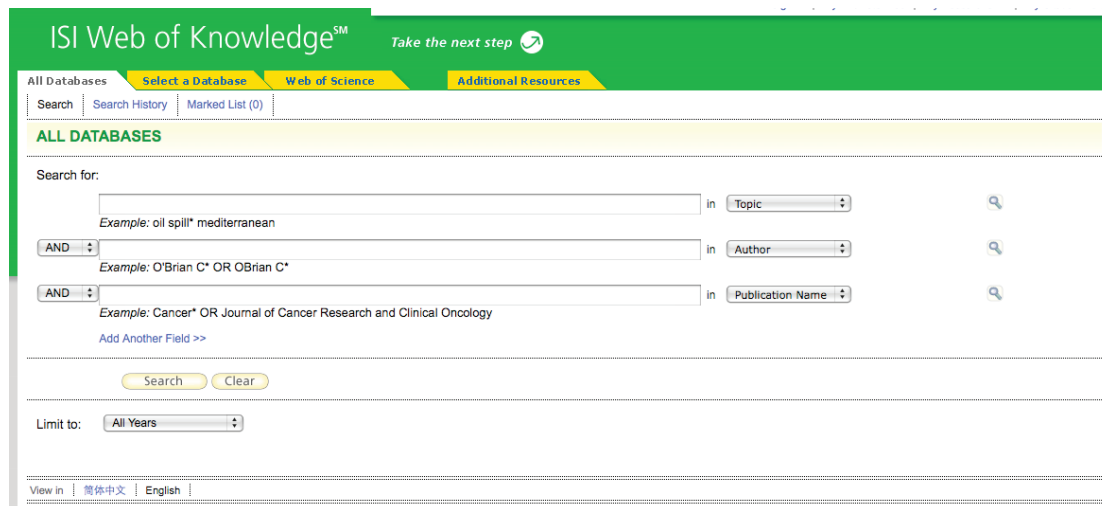 ISI Web of Knowledge℠ Take the next step
All Databases Select a Database Web of Science Additional Resources
Search Search History Marked List (0)
ALL DATABASES
Search for:
in Topic
Example: oil spill* mediterranean
AND in Author
Example: O'Brian C* OR OBrian C*
AND in Publication Name
Example: Cancer* OR Journal of Cancer Research and Clinical Oncology
Add Another Field >>
Search Clear
Limit to: All Years
View in 简体中文 English